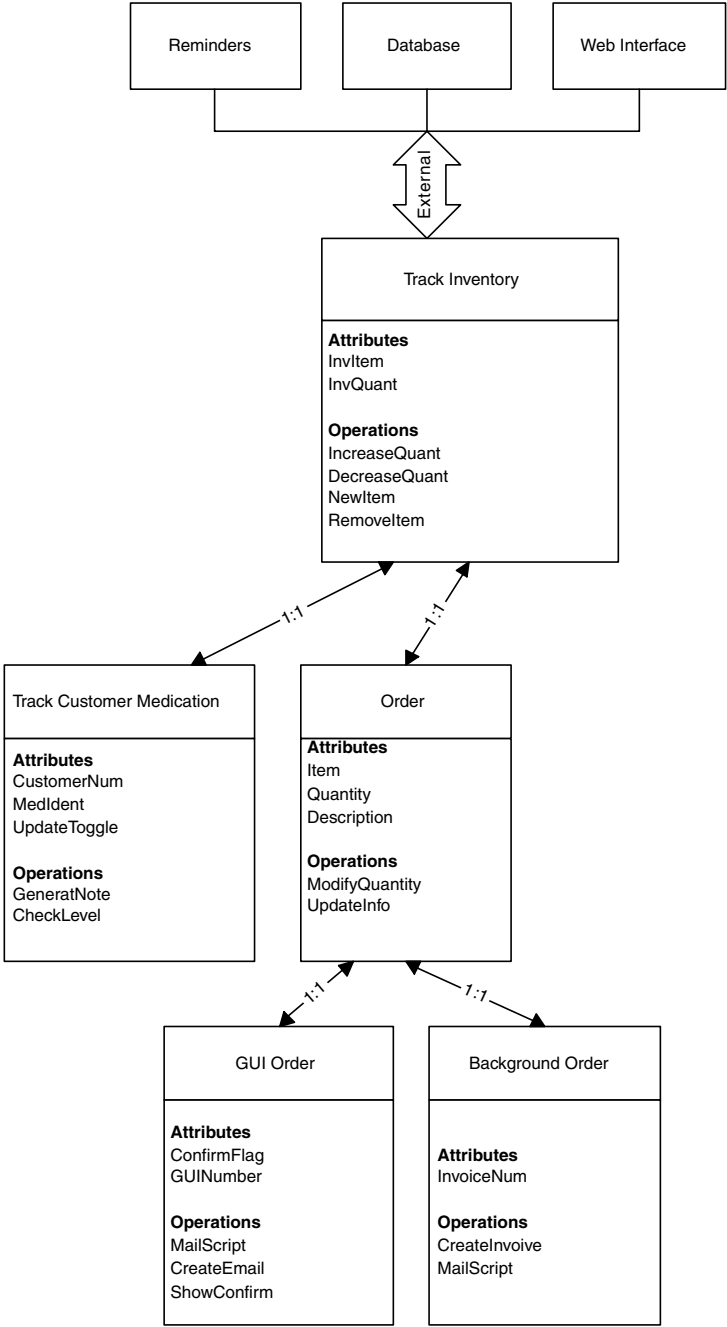 Reminders
Database
Web Interface
External
Track Inventory
Attributes
InvItem
InvQuant
Operations
IncreaseQuant
DecreaseQuant
NewItem
RemoveItem
1:1
1:1
Track Customer Medication
Attributes
CustomerNum
MedIdent
UpdateToggle
Operations
GeneratNote
CheckLevel
Order
Attributes
Item
Quantity
Description
Operations
ModifyQuantity
UpdateInfo
1:1
1:1
GUI Order
Attributes
ConfirmFlag
GUINumber
Operations
MailScript
CreateEmail
ShowConfirm
Background Order
Attributes
InvoiceNum
Operations
CreateInvoive
MailScript